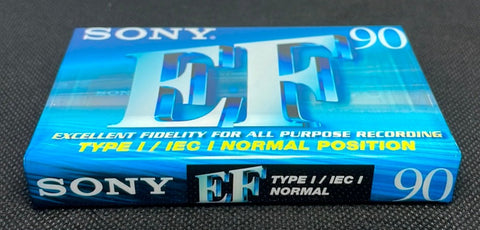 SONY
EF 90
SONY
EXCELLENT FIDELITY FOR ALL PURPOSE RECORDING
TYPE I / IEC I NORMAL POSITION
SONY EF TYPE I / IEC I 90
NORMAL